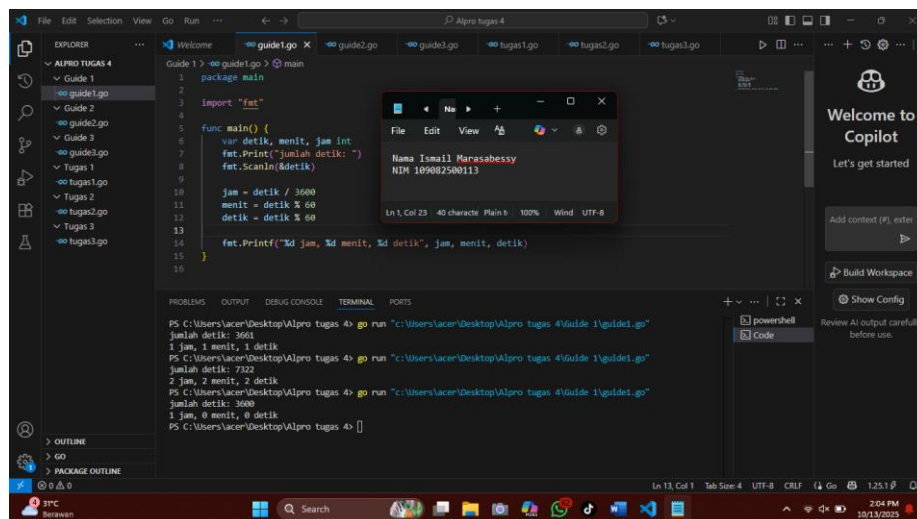 File Edit Selection View Go Run ...
Alpro tugas 4
EXPLORER
ALPRO TUGAS 4
Guide 1
guide1.go
Guide 2
guide2.go
Guide 3
guide3.go
Tugas 1
tugas1.go
Tugas 2
tugas2.go
Tugas 3
tugas3.go
OUTLINE
GO
PACKAGE OUTLINE
Welcome guide1.go guide2.go guide3.go tugas1.go tugas2.go tugas3.go
Guide 1 > guide1.go > main
1 package main
2
3 import "fmt"
4
5 func main() {
6 var detik, menit, jam int
7 fmt.Print("jumlah detik: ")
8 fmt.Scanln(&detik)
9
10 jam = detik / 3600
11 menit = detik % 60
12 detik = detik % 60
13
14 fmt.Printf("%d jam, %d menit, %d detik", jam, menit, detik)
15 }
16
Na
File Edit View
Nama Ismail Marasabessy
NIM 109082500113
Ln 1, Col 23 40 characte Plain t 100% Wind UTF-8
PROBLEMS OUTPUT DEBUG CONSOLE TERMINAL PORTS
PS C:\Users\acer\Desktop\Alpro tugas 4> go run "c:\Users\acer\Desktop\Alpro tugas 4\Guide 1\guide1.go"
jumlah detik: 3661
1 jam, 1 menit, 1 detik
PS C:\Users\acer\Desktop\Alpro tugas 4> go run "c:\Users\acer\Desktop\Alpro tugas 4\Guide 1\guide1.go"
jumlah detik: 7322
2 jam, 2 menit, 2 detik
PS C:\Users\acer\Desktop\Alpro tugas 4> go run "c:\Users\acer\Desktop\Alpro tugas 4\Guide 1\guide1.go"
jumlah detik: 3600
1 jam, 0 menit, 0 detik
PS C:\Users\acer\Desktop\Alpro tugas 4>
powershell
Code
Welcome to
Copilot
Let's get started
Add context (#), exter
Build Workspace
Show Config
Review AI output carefull
before use.
0 0 Ln 13, Col 1 Tab Size: 4 UTF-8 CRLF Go 1.25.1
4
31°C
Berawan
Search
2:04 PM
10/13/2025